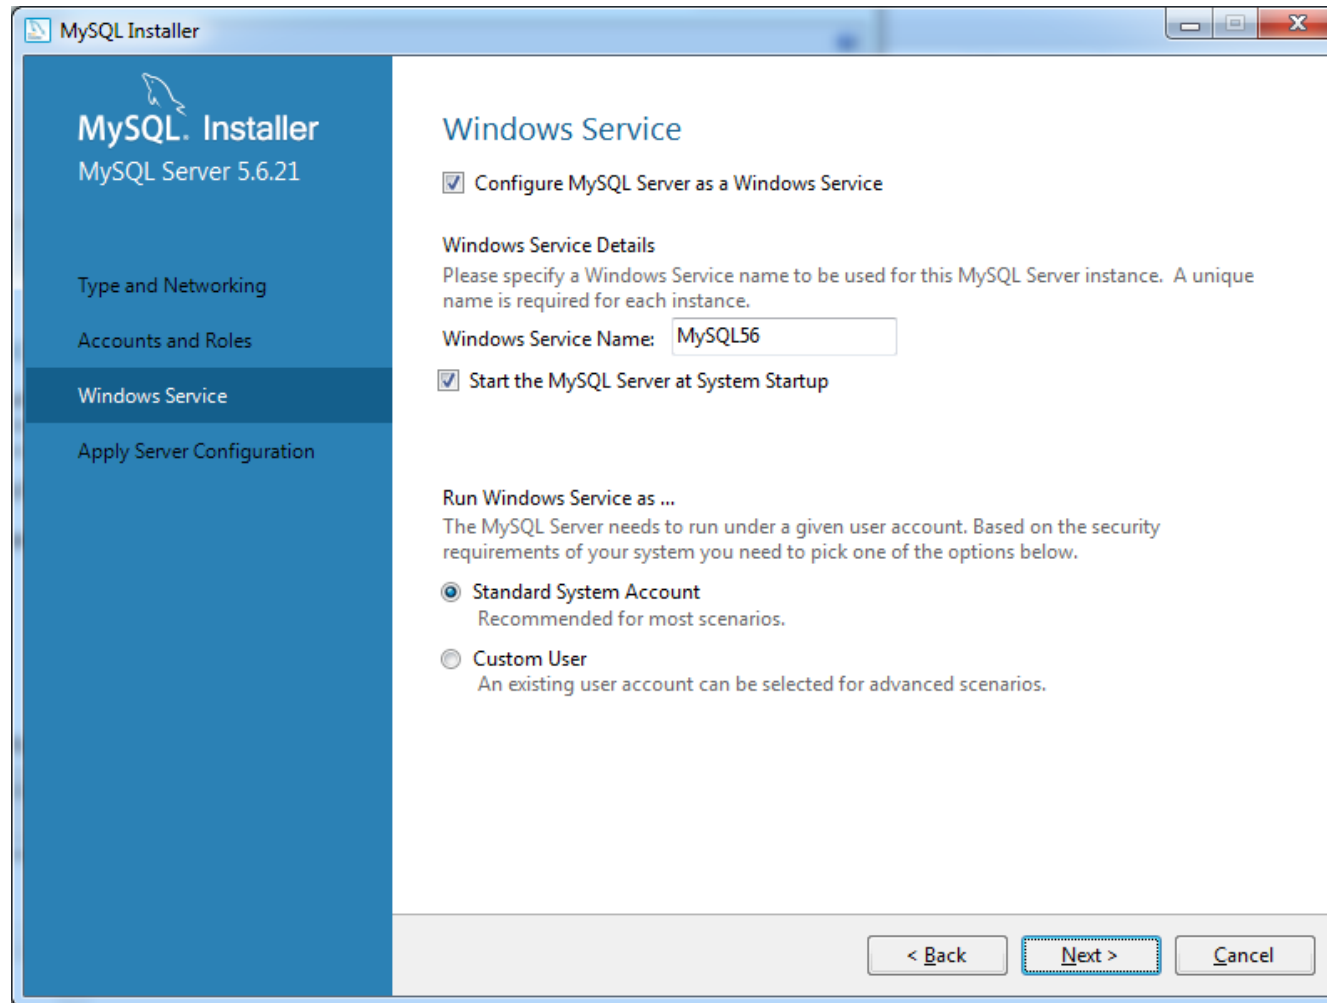 MySQL Installer
MySQL. Installer
MySQL Server 5.6.21
Type and Networking
Accounts and Roles
Windows Service
Apply Server Configuration
Windows Service
Configure MySQL Server as a Windows Service
Windows Service Details
Please specify a Windows Service name to be used for this MySQL Server instance. A unique
name is required for each instance.
Windows Service Name: MySQL56
Start the MySQL Server at System Startup
Run Windows Service as ...
The MySQL Server needs to run under a given user account. Based on the security
requirements of your system you need to pick one of the options below.
Standard System Account
Recommended for most scenarios.
Custom User
An existing user account can be selected for advanced scenarios.
< Back Next > Cancel